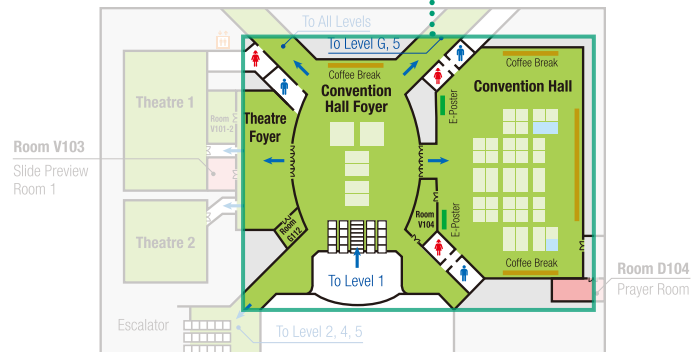 To All Levels
To Level G, 5
Coffee Break
Coffee Break
Convention
Hall Foyer
Convention Hall
Theatre 1
Theatre
Foyer
Room
V101-2
E-Poster
Room V103
Slide Preview
Room 1
Room
V104
E-Poster
Room
G112
Theatre 2
To Level 1
Coffee Break
Room D104
Prayer Room
Escalator
To Level 2, 4, 5